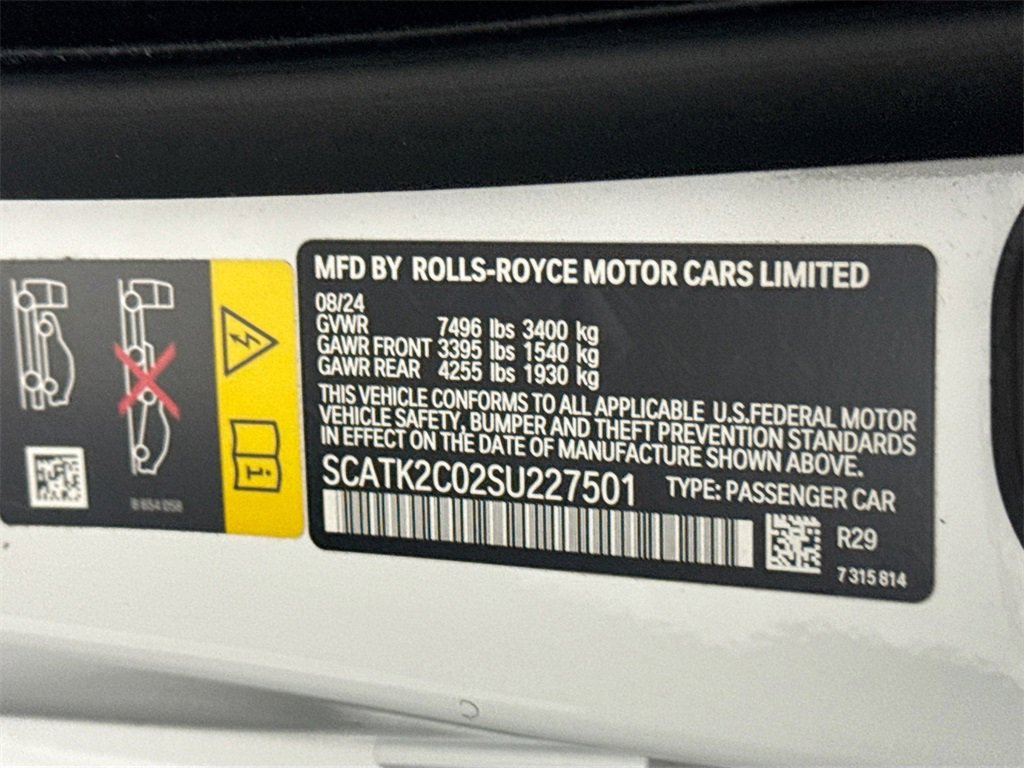 MFD BY ROLLS-ROYCE MOTOR CARS LIMITED
08/24
GVWR 7496 lbs 3400 kg
GAWR FRONT 3395 lbs 1540 kg
GAWR REAR 4255 lbs 1930 kg
THIS VEHICLE CONFORMS TO ALL APPLICABLE U.S.FEDERAL MOTOR
VEHICLE SAFETY, BUMPER AND THEFT PREVENTION STANDARDS
IN EFFECT ON THE DATE OF MANUFACTURE SHOWN ABOVE.
SCATK2C02SU227501 TYPE: PASSENGER CAR
R29
7 315 814
i